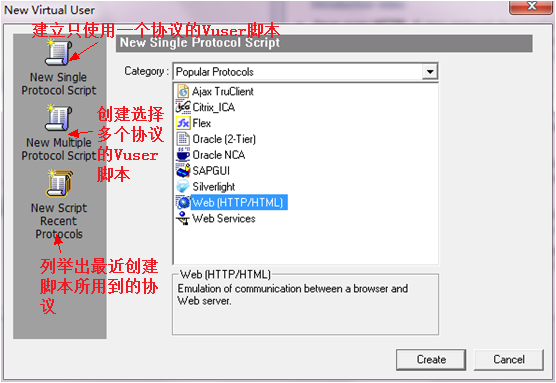 New Virtual User
建立只使用一个协议的Vuser脚本
New Single Protocol Script
New Single
Protocol Script
创建选择
多个协议
的Vuser
脚本
New Multiple
Protocol Script
New Script
Recent
Protocols
列举出最近创建
脚本所用到的协
议
Category :
Popular Protocols
Ajax TruClient
Citrix_ICA
Flex
Oracle (2-Tier)
Oracle NCA
SAPGUI
Silverlight
Web (HTTP/HTML)
Web Services
Web (HTTP/HTML)
Emulation of communication between a browser and
Web server.
Create
Cancel